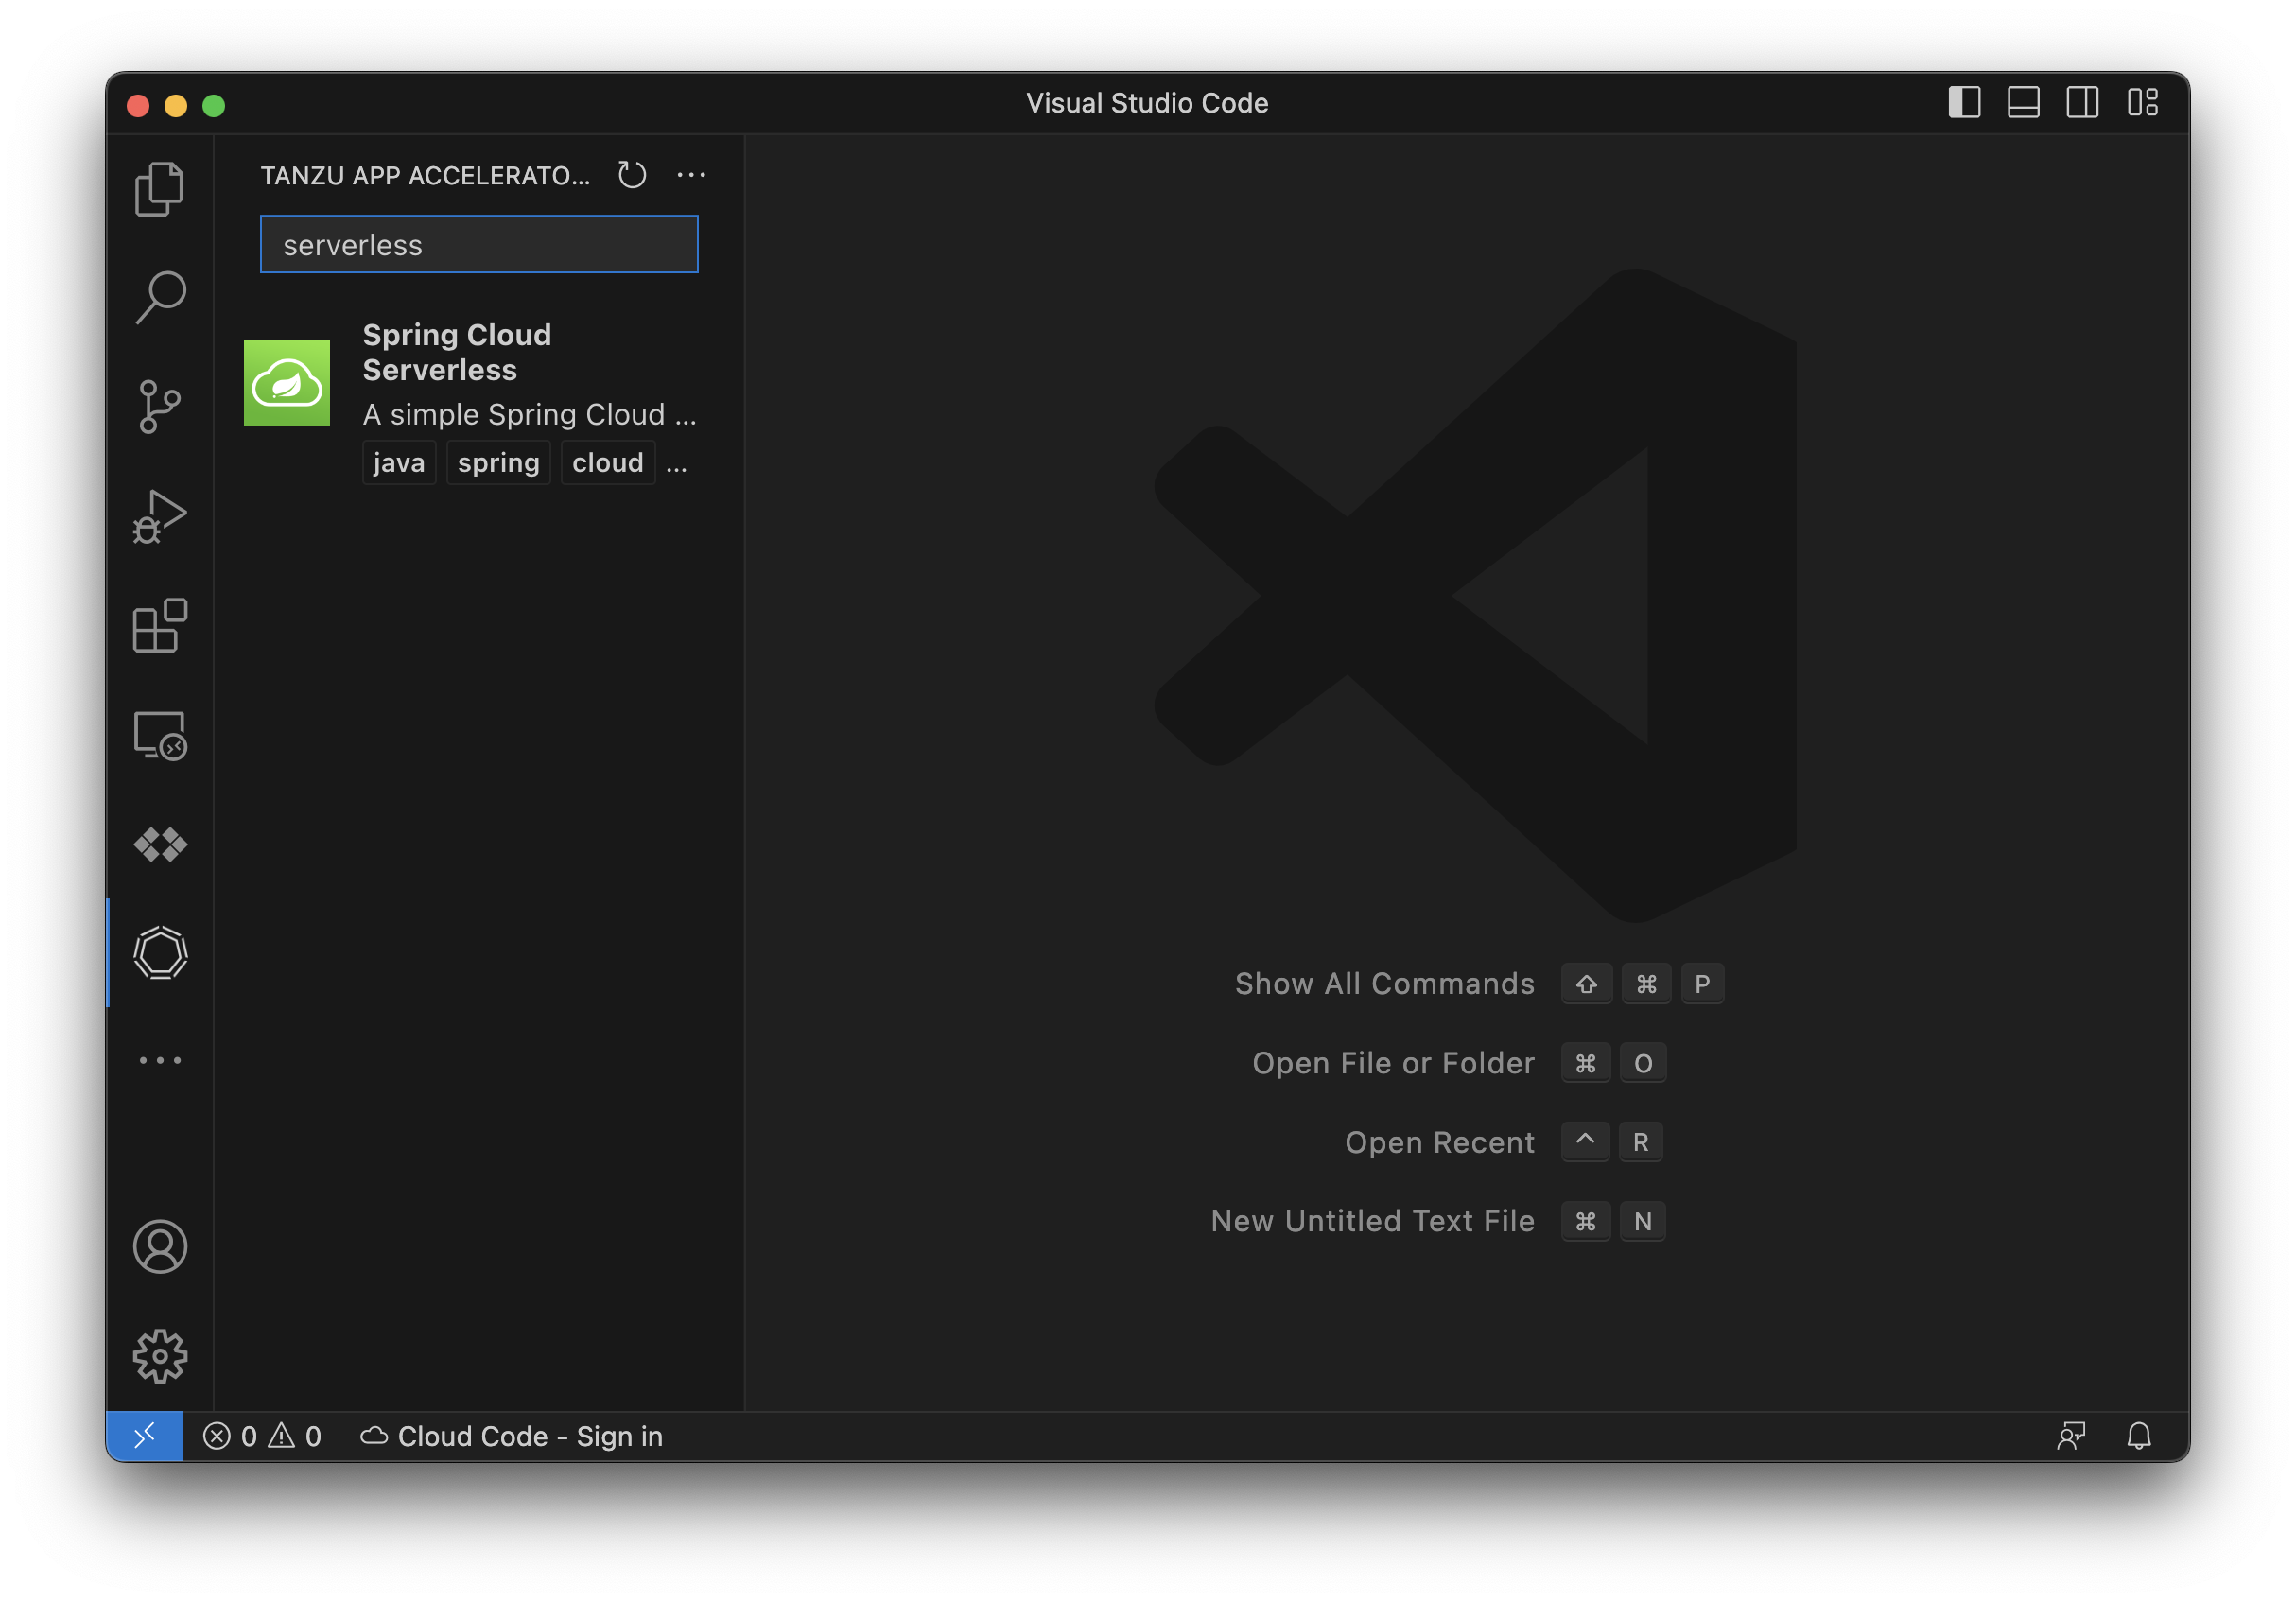 Visual Studio Code
TANZU APP ACCELERATO...
serverless
Spring Cloud
Serverless
A simple Spring Cloud ...
java spring cloud ...
Show All Commands ⇧ ⌘ P
Open File or Folder ⌘ O
Open Recent ^ R
New Untitled Text File ⌘ N
0 0 Cloud Code - Sign in